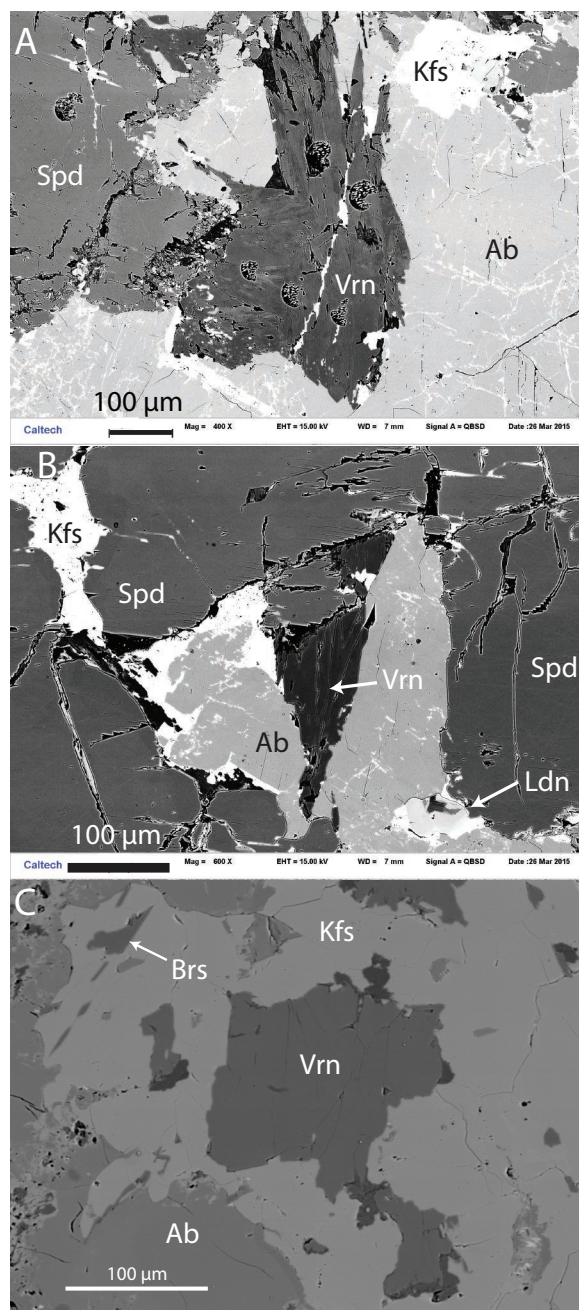 A
Kfs
Spd
Ab
Vrn
100 µm
Caltech Mag = 400 X EHT = 15.00 kV WD = 7 mm Signal A = QBSD Date :26 Mar 2015
B
Kfs
Spd
Spd
Vrn
Ab
Ldn
100 µm
Caltech Mag = 600 X EHT = 15.00 kV WD = 7 mm Signal A = QBSD Date :26 Mar 2015
C
Kfs
Brs
Vrn
Ab
100 µm